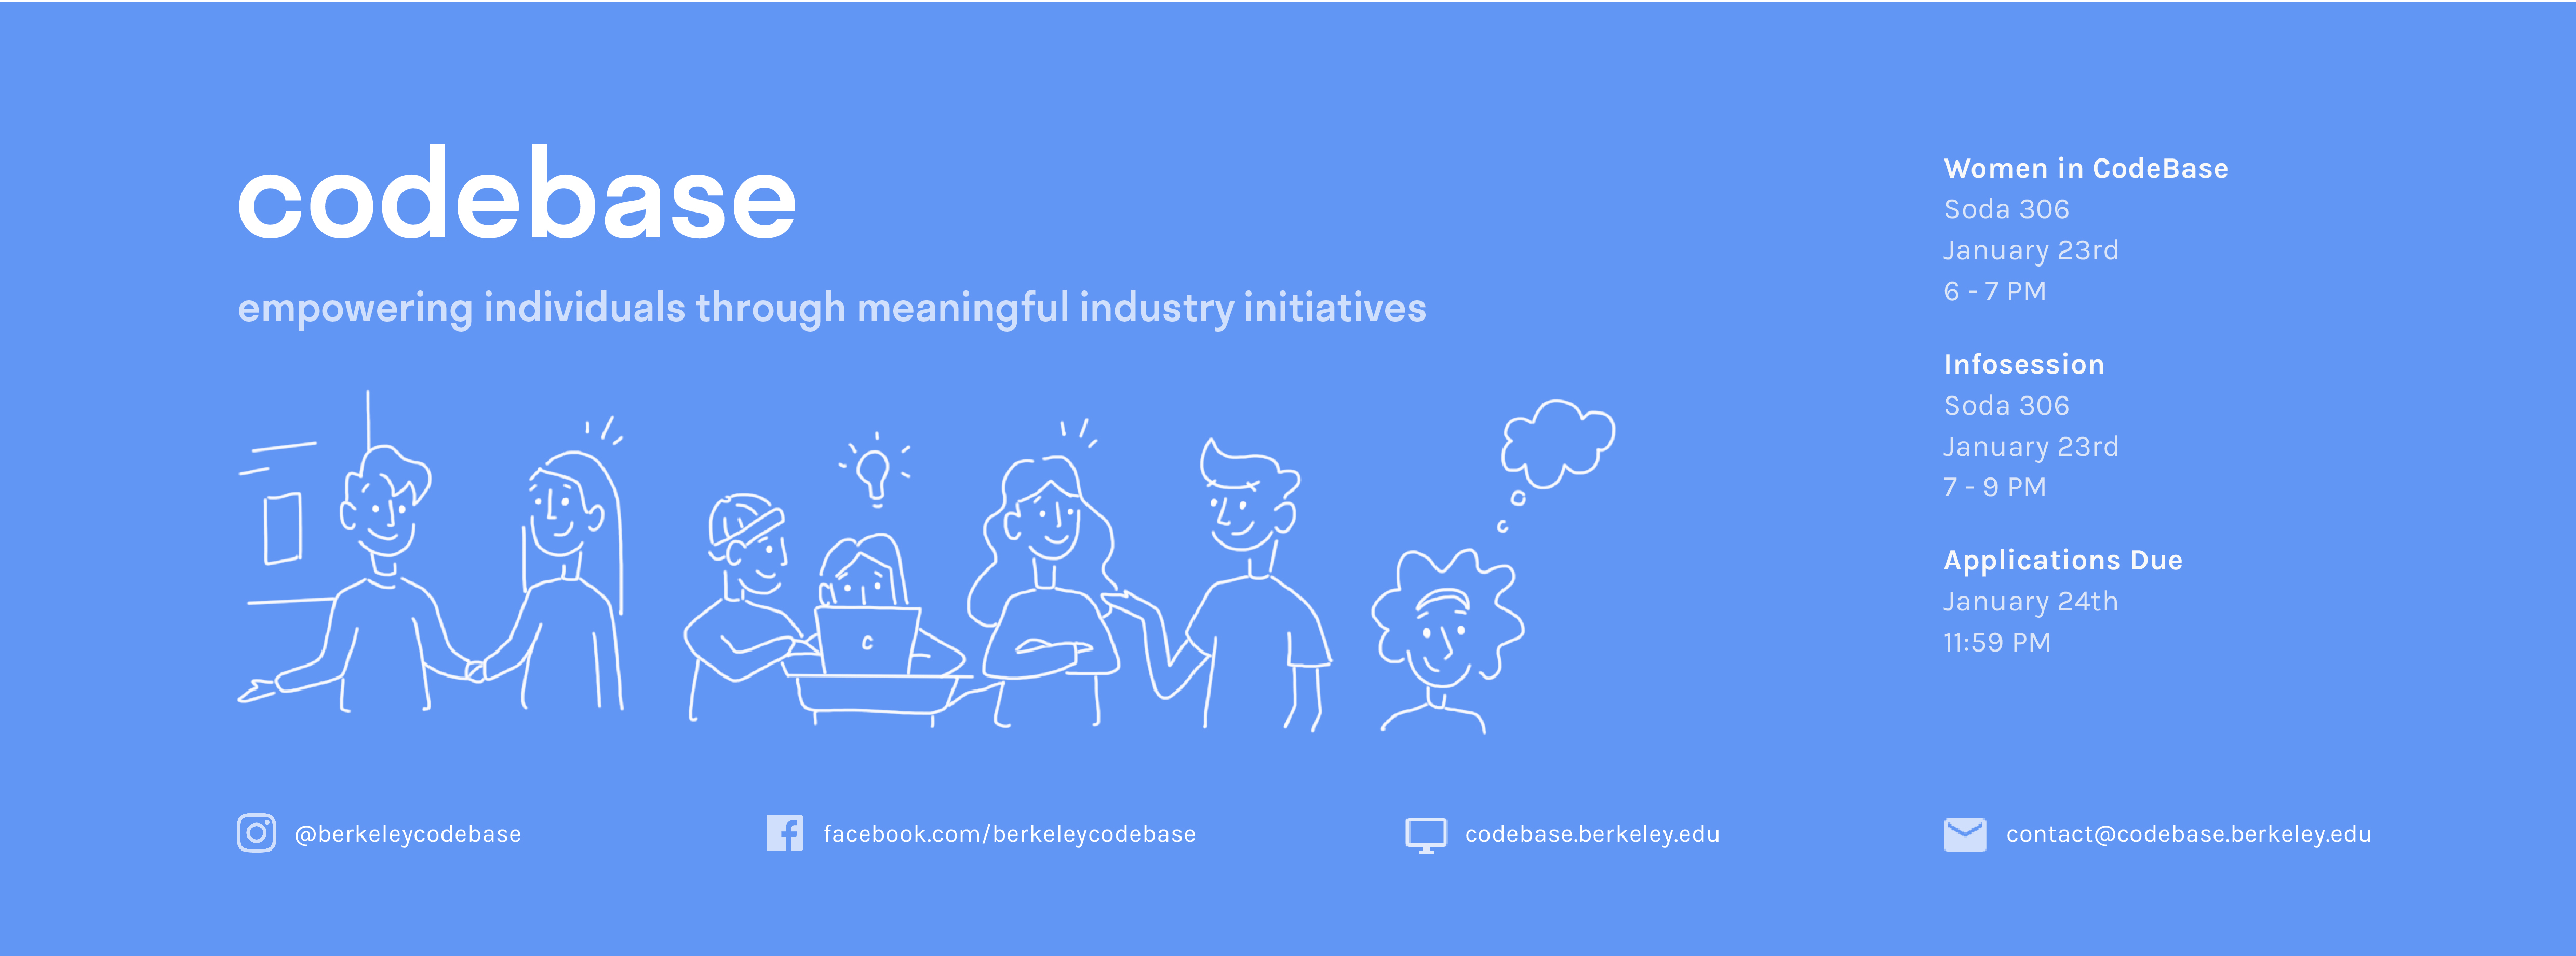 codebase
empowering individuals through meaningful industry initiatives
Women in CodeBase
Soda 306
January 23rd
6 - 7 PM
Infosession
Soda 306
January 23rd
7 - 9 PM
Applications Due
January 24th
11:59 PM
c
@berkeleycodebase
facebook.com/berkeleycodebase
codebase.berkeley.edu
contact@codebase.berkeley.edu